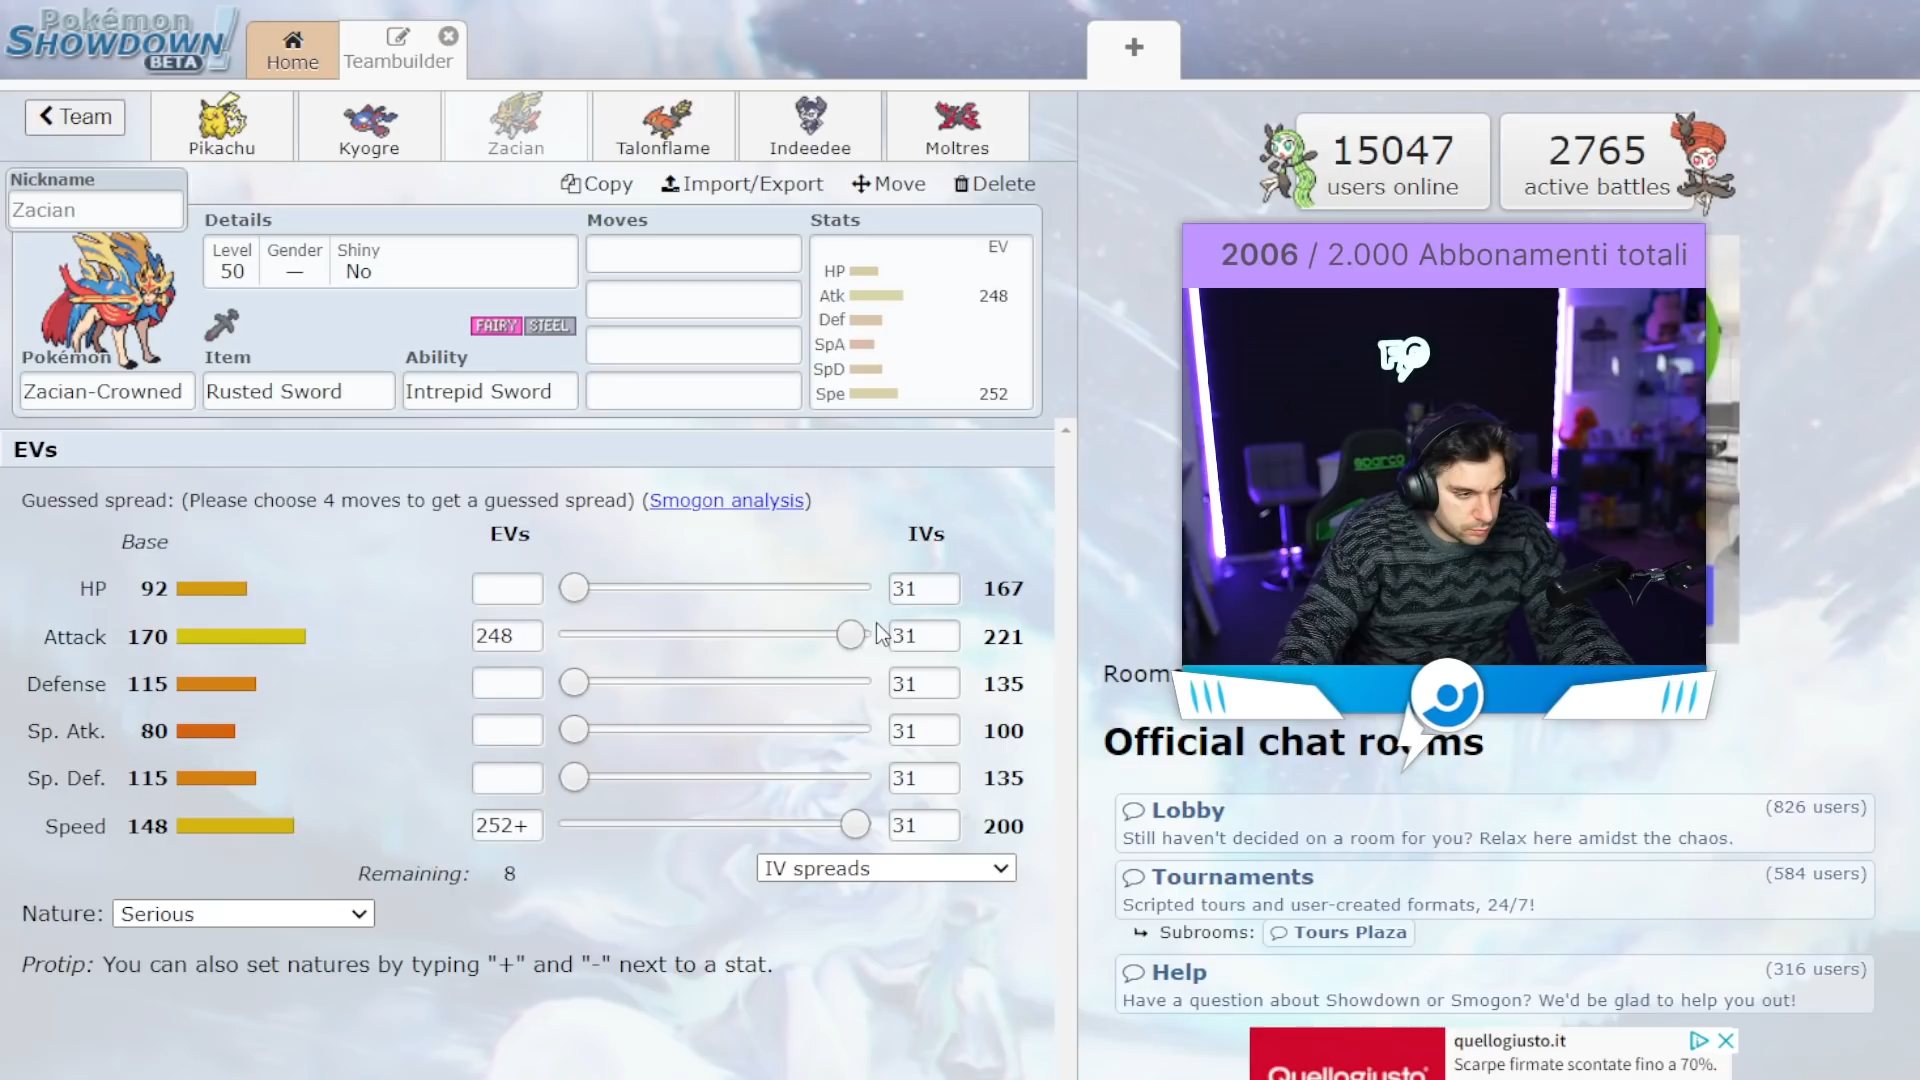 Pokémon
SHOWDOWN!
BETA
Home
Teambuilder
+
Team
Pikachu
Kyogre
Zacian
Talonflame
Indeedee
Moltres
Nickname
Zacian
Copy
Import/Export
Move
Delete
Details
Level
50
Gender
—
Shiny
No
FAIRY STEEL
Pokémon
Zacian-Crowned
Item
Rusted Sword
Ability
Intrepid Sword
Moves
Stats
EV
HP
Atk 248
Def
SpA
SpD
Spe 252
EVs
Guessed spread: (Please choose 4 moves to get a guessed spread) (Smogon analysis)
Base EVs IVs
HP 92 31 167
Attack 170 248 31 221
Defense 115 31 135
Sp. Atk. 80 31 100
Sp. Def. 115 31 135
Speed 148 252+ 31 200
Remaining: 8
IV spreads
Nature: Serious
Protip: You can also set natures by typing "+" and "-" next to a stat.
15047
users online
2765
active battles
2006 / 2.000 Abbonamenti totali
sparco
Room
Official chat rooms
Lobby (826 users)
Still haven't decided on a room for you? Relax here amidst the chaos.
Tournaments (584 users)
Scripted tours and user-created formats, 24/7!
↳ Subrooms: Tours Plaza
Help (316 users)
Have a question about Showdown or Smogon? We'd be glad to help you out!
Quellogiusto
quellogiusto.it
Scarpe firmate scontate fino a 70%.